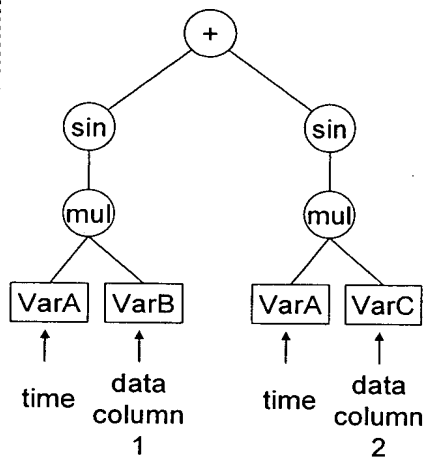 +
sin sin
mul mul
VarA VarB VarA VarC
time data column 1 time data column 2